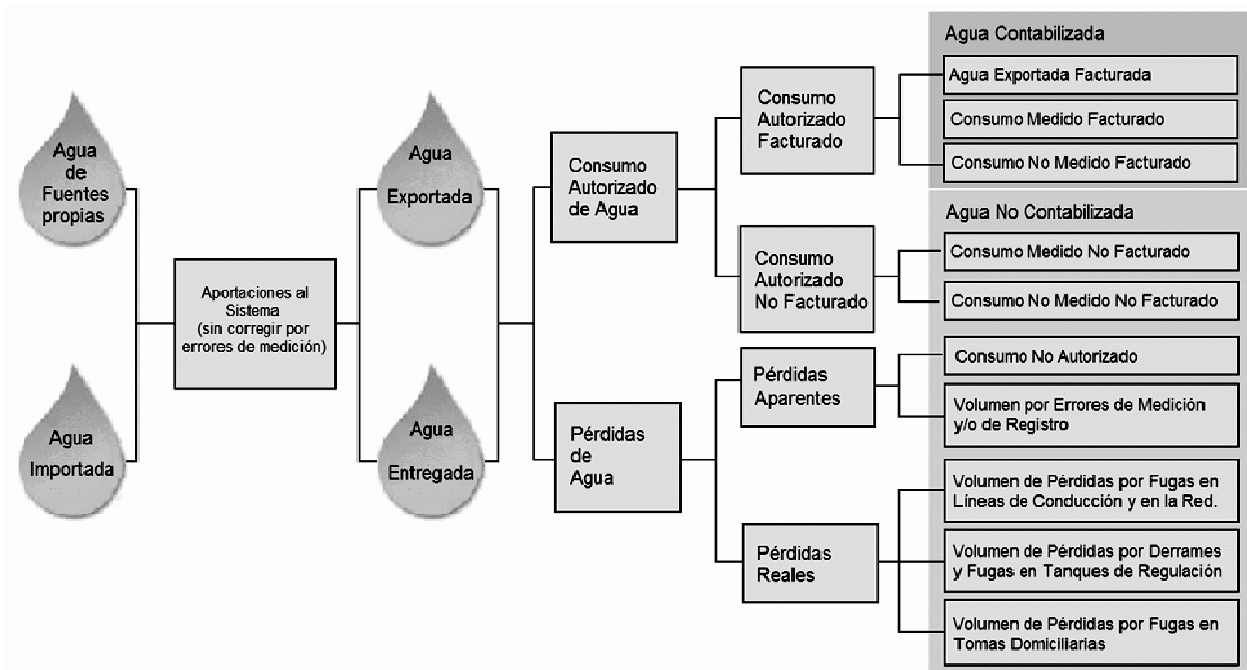 Agua
de
Fuentes
propias
Agua
Importada
Aportaciones al
Sistema
(sin corregir por
errores de medición)
Agua
Exportada
Agua
Entregada
Consumo
Autorizado
de Agua
Pérdidas
de
Agua
Consumo
Autorizado
Facturado
Consumo
Autorizado
No Facturado
Pérdidas
Aparentes
Pérdidas
Reales
Agua Contabilizada
Agua Exportada Facturada
Consumo Medido Facturado
Consumo No Medido Facturado
Agua No Contabilizada
Consumo Medido No Facturado
Consumo No Medido No Facturado
Consumo No Autorizado
Volumen por Errores de Medición
y/o de Registro
Volumen de Pérdidas por Fugas en
Líneas de Conducción y en la Red.
Volumen de Pérdidas por Derrames
y Fugas en Tanques de Regulación
Volumen de Pérdidas por Fugas en
Tomas Domiciliarias